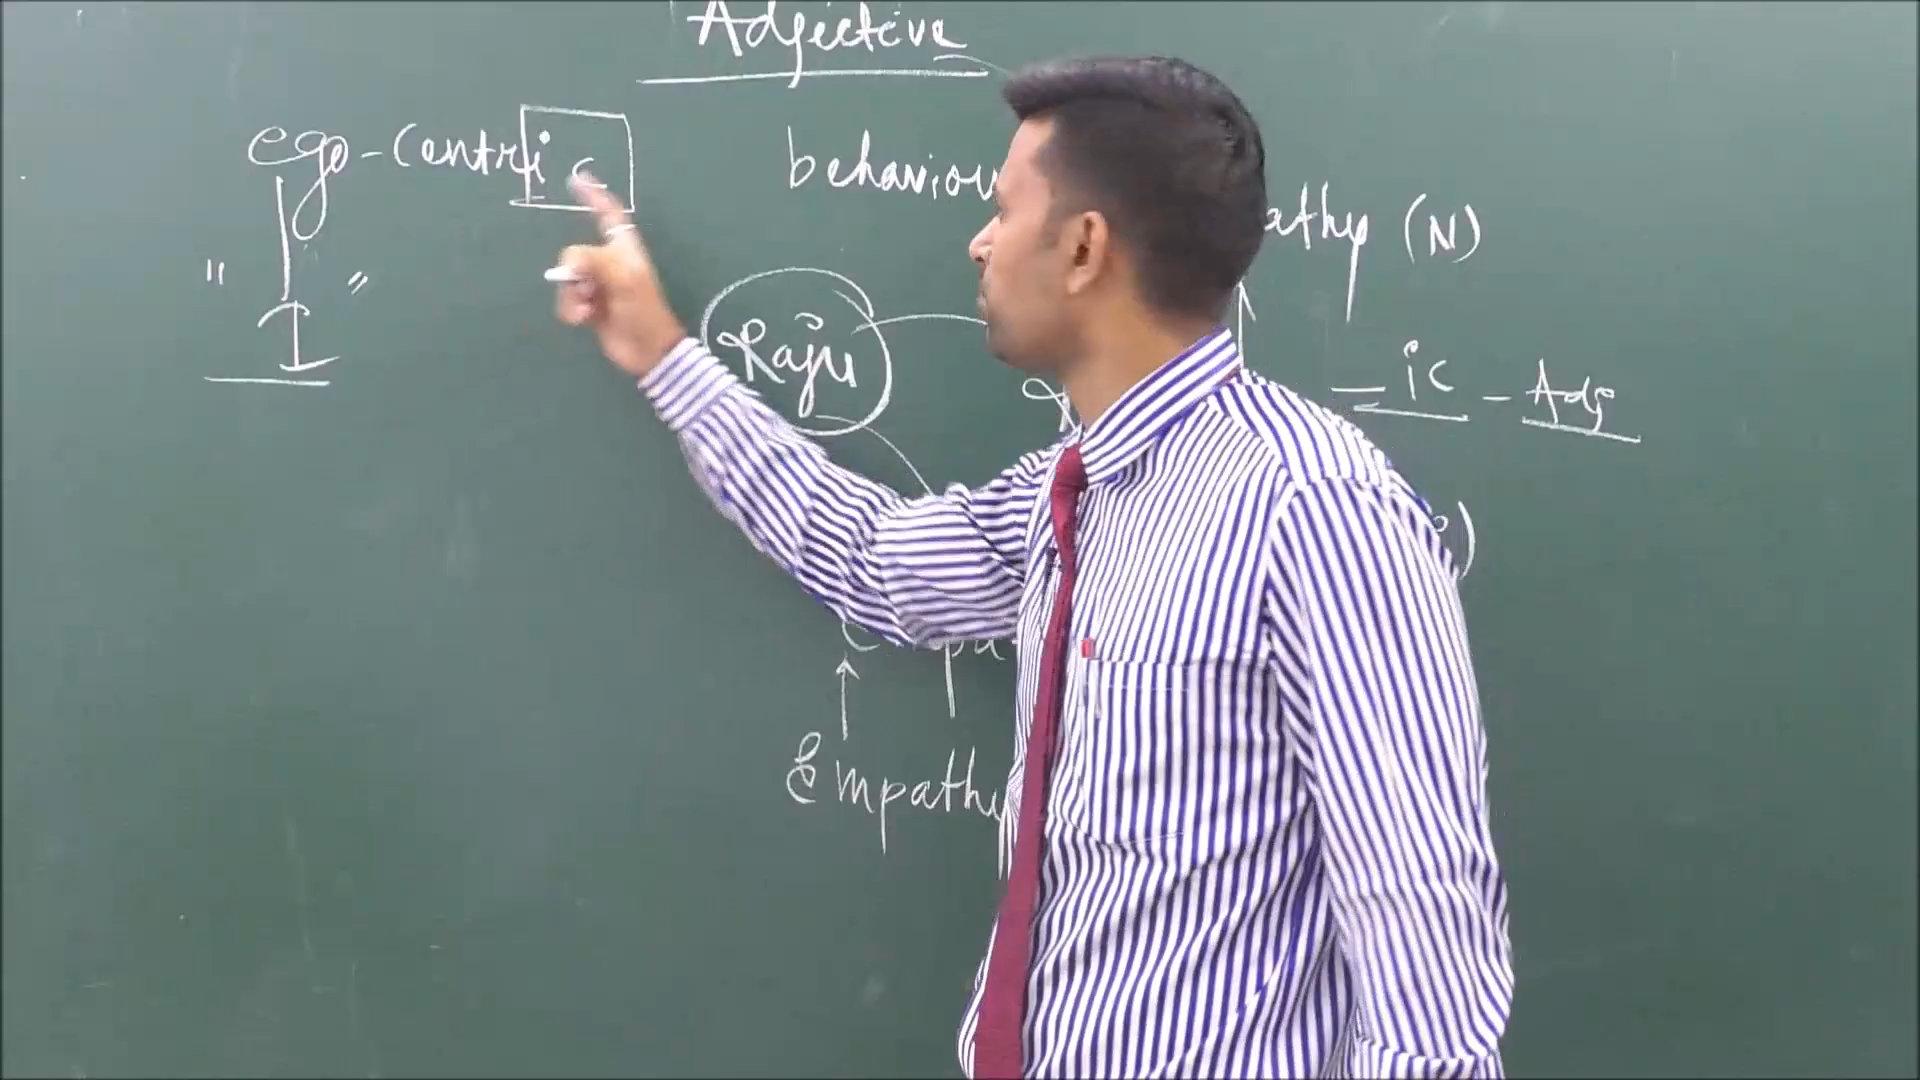 Adjective
ego-centric behaviou
athy (N)
" I "
Raju
= ic - Adj
Empathy